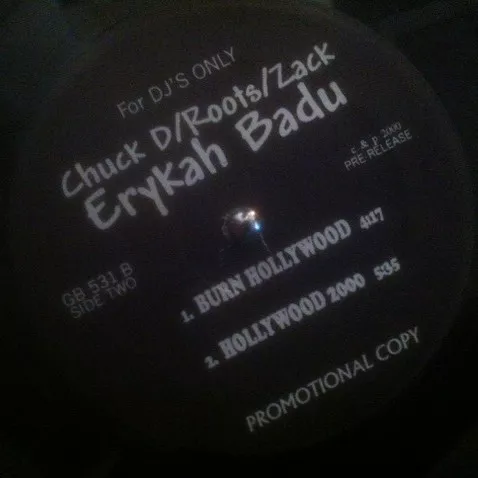 For DJ'S ONLY
Chuck D/Roots/Zack
Erykah Badu
c & p 2000
PRE RELEASE
GB 531 B
SIDE TWO
1. BURN HOLLYWOOD 4:17
2. HOLLYWOOD 2000 5:35
PROMOTIONAL COPY